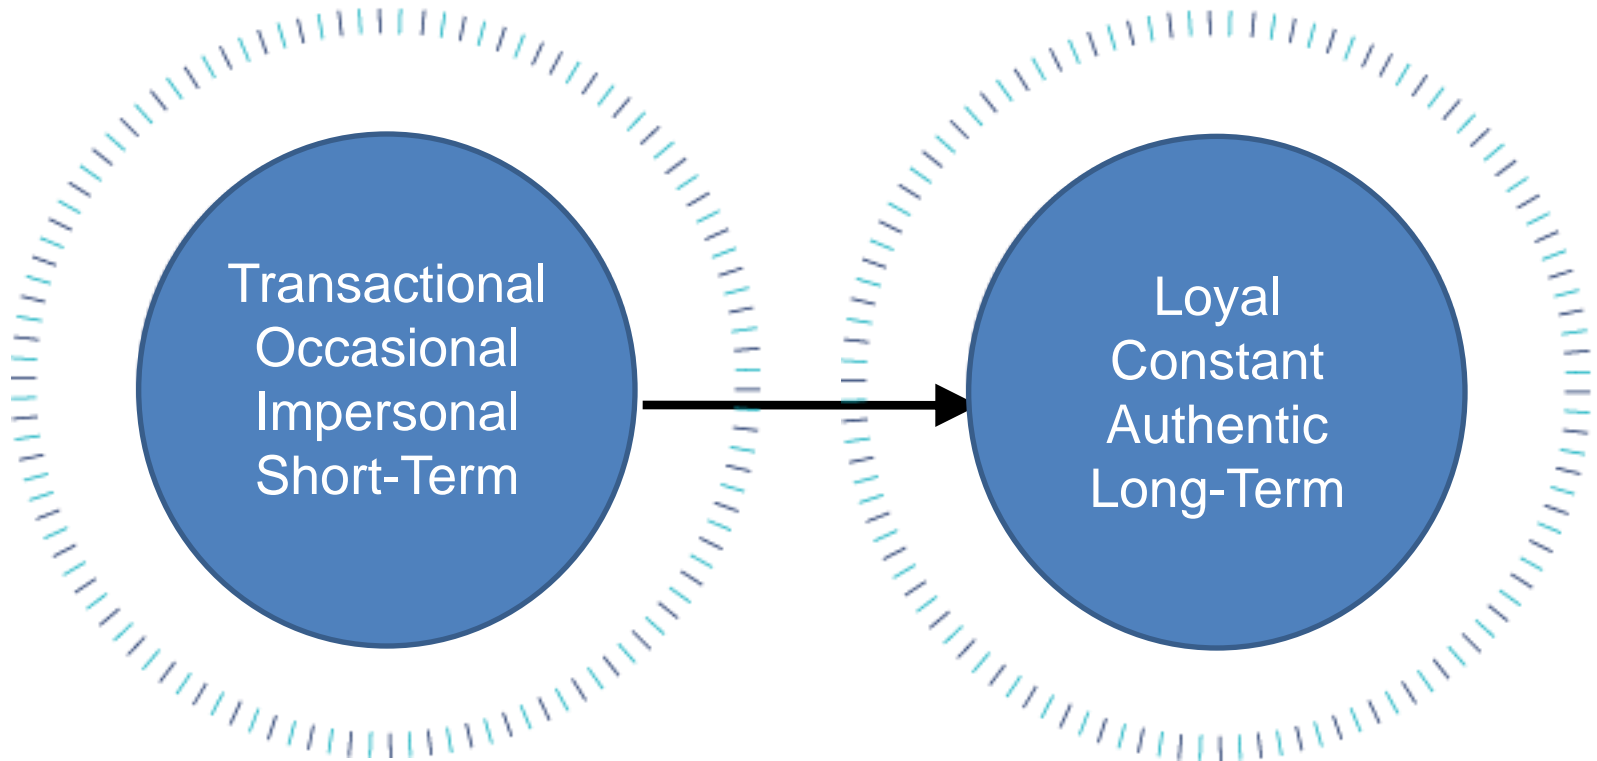 Transactional
Occasional
Impersonal
Short-Term
Loyal
Constant
Authentic
Long-Term